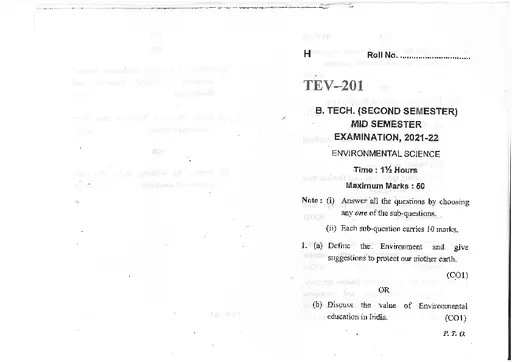 H Roll No. ..............................
TEV–201
B. TECH. (SECOND SEMESTER)
MID SEMESTER
EXAMINATION, 2021-22
ENVIRONMENTAL SCIENCE
Time : 1½ Hours
Maximum Marks : 50
Note : (i) Answer all the questions by choosing
any one of the sub-questions.
(ii) Each sub-question carries 10 marks.
1. (a) Define the Environment and give
suggestions to protect our mother earth.
(CO1)
OR
(b) Discuss the value of Environmental
education in India. (CO1)
P. T. O.